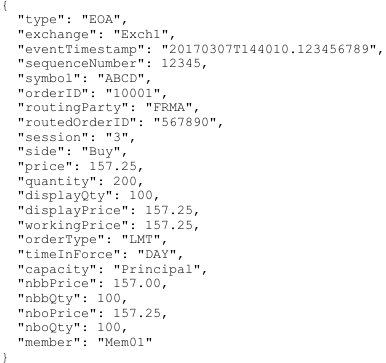 {
"type": "EOA",
"exchange": "Exch1",
"eventTimestamp": "20170307T144010.123456789",
"sequenceNumber": 12345,
"symbol": "ABCD",
"orderID": "10001",
"routingParty": "FRMA",
"routedOrderID": "567890",
"session": "3",
"side": "Buy",
"price": 157.25,
"quantity": 200,
"displayQty": 100,
"displayPrice": 157.25,
"workingPrice": 157.25,
"orderType": "LMT",
"timeInForce": "DAY",
"capacity": "Principal",
"nbbPrice": 157.00,
"nbbQty": 100,
"nboPrice": 157.25,
"nboQty": 100,
"member": "Mem01"
}